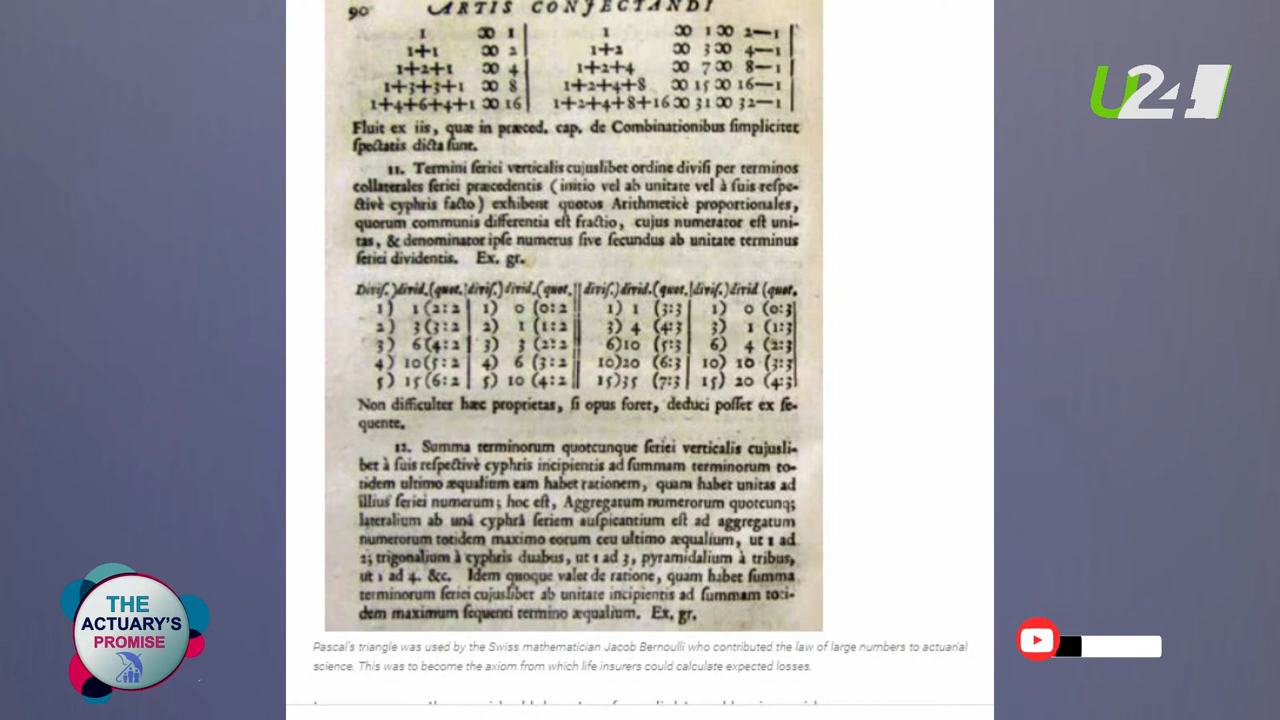 90 ARTIS CONJECTANDI
1 ꝏ 1 | 1 ꝏ 1 ꝏ 2—1
1+1 ꝏ 2 | 1+2 ꝏ 3 ꝏ 4—1
1+2+1 ꝏ 4 | 1+2+4 ꝏ 7 ꝏ 8—1
1+3+3+1 ꝏ 8 | 1+2+4+8 ꝏ 15 ꝏ 16—1
1+4+6+4+1 ꝏ 16 | 1+2+4+8+16 ꝏ 31 ꝏ 32—1
Fluit ex iis, quæ in præced. cap. de Combinationibus ſimpliciter
ſpectatis dicta ſunt.
11. Termini ſeriei verticalis cujuslibet ordine diviſi per terminos
collaterales ſeriei præcedentis (initio vel ab unitate vel à ſuis reſpe-
ctivè cyphris facto) exhibent quotos Arithmeticè proportionales,
quorum communis differentia eſt fractio, cujus numerator eſt uni-
tas, & denominator ipſe numerus ſive ſecundus ab unitate terminus
ſeriei dividentis. Ex. gr.
Diviſ.) divid. (quot. | diviſ.) divid. (quot. || diviſ.) divid. (quot. | diviſ.) divid (quot.
1) 1 (2:2 | 1) 0 (0:2 || 1) 1 (3:3 | 1) 0 (0:3
2) 3 (3:2 | 2) 1 (1:2 || 3) 4 (4:3 | 3) 1 (1:3
3) 6 (4:2 | 3) 3 (2:2 || 6) 10 (5:3 | 6) 4 (2:3
4) 10 (5:2 | 4) 6 (3:2 || 10) 20 (6:3 | 10) 10 (3:3
5) 15 (6:2 | 5) 10 (4:2 || 15) 35 (7:3 | 15) 20 (4:3
Non difficulter hæc proprietas, ſi opus foret, deduci poſſet ex ſe-
quente.
12. Summa terminorum quotcunque ſeriei verticalis cujusli-
bet à ſuis reſpectivè cyphris incipientis ad ſummam terminorum to-
tidem ultimo æqualium eam habet rationem, quam habet unitas ad
illius ſeriei numerum; hoc eſt, Aggregatum numerorum quotcunq;
lateralium ab unâ cyphrâ ſeriem auſpicantium eſt ad aggregatum
numerorum totidem maximo eorum ceu ultimo æqualium, ut 1 ad
2; trigonalium à cyphris duabus, ut 1 ad 3, pyramidalium à tribus,
ut 1 ad 4. &c. Idem quoque valet de ratione, quam habet ſumma
terminorum ſeriei cujuſlibet ab unitate incipientis ad ſummam toti-
dem maximum ſequenti termino æqualium. Ex. gr.
Pascal's triangle was used by the Swiss mathematician Jacob Bernoulli who contributed the law of large numbers to actuarial
science. This was to become the axiom from which life insurers could calculate expected losses.
U24
THE
ACTUARY'S
PROMISE